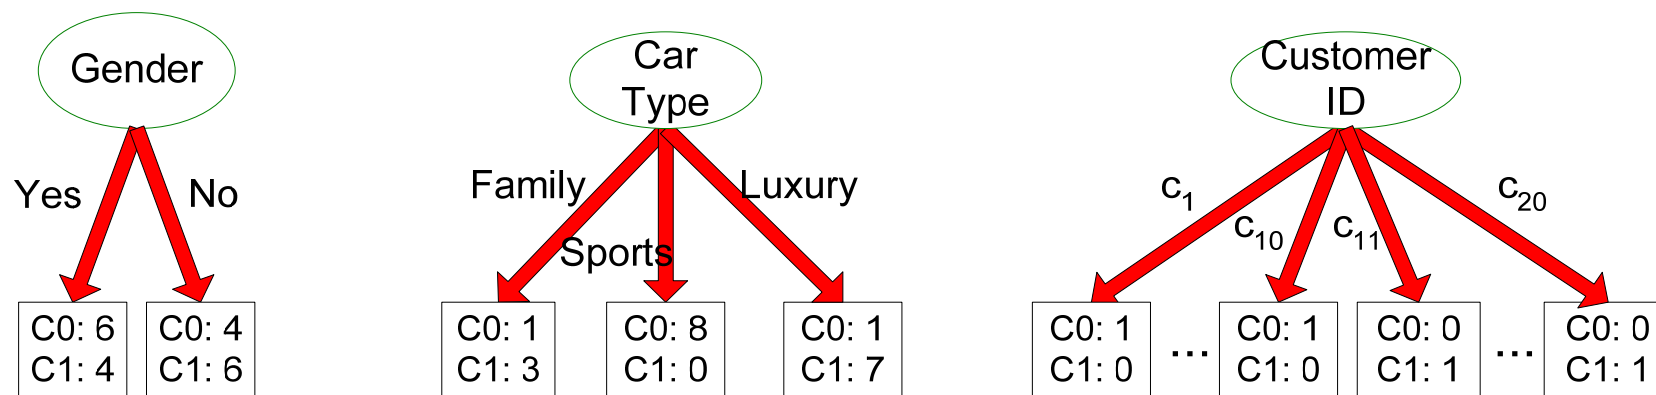 Gender
Yes
No
C0: 6
C1: 4
C0: 4
C1: 6
Car
Type
Family
Sports
Luxury
C0: 1
C1: 3
C0: 8
C1: 0
C0: 1
C1: 7
Customer
ID
c1
c10
c11
c20
C0: 1
C1: 0
...
C0: 1
C1: 0
C0: 0
C1: 1
...
C0: 0
C1: 1